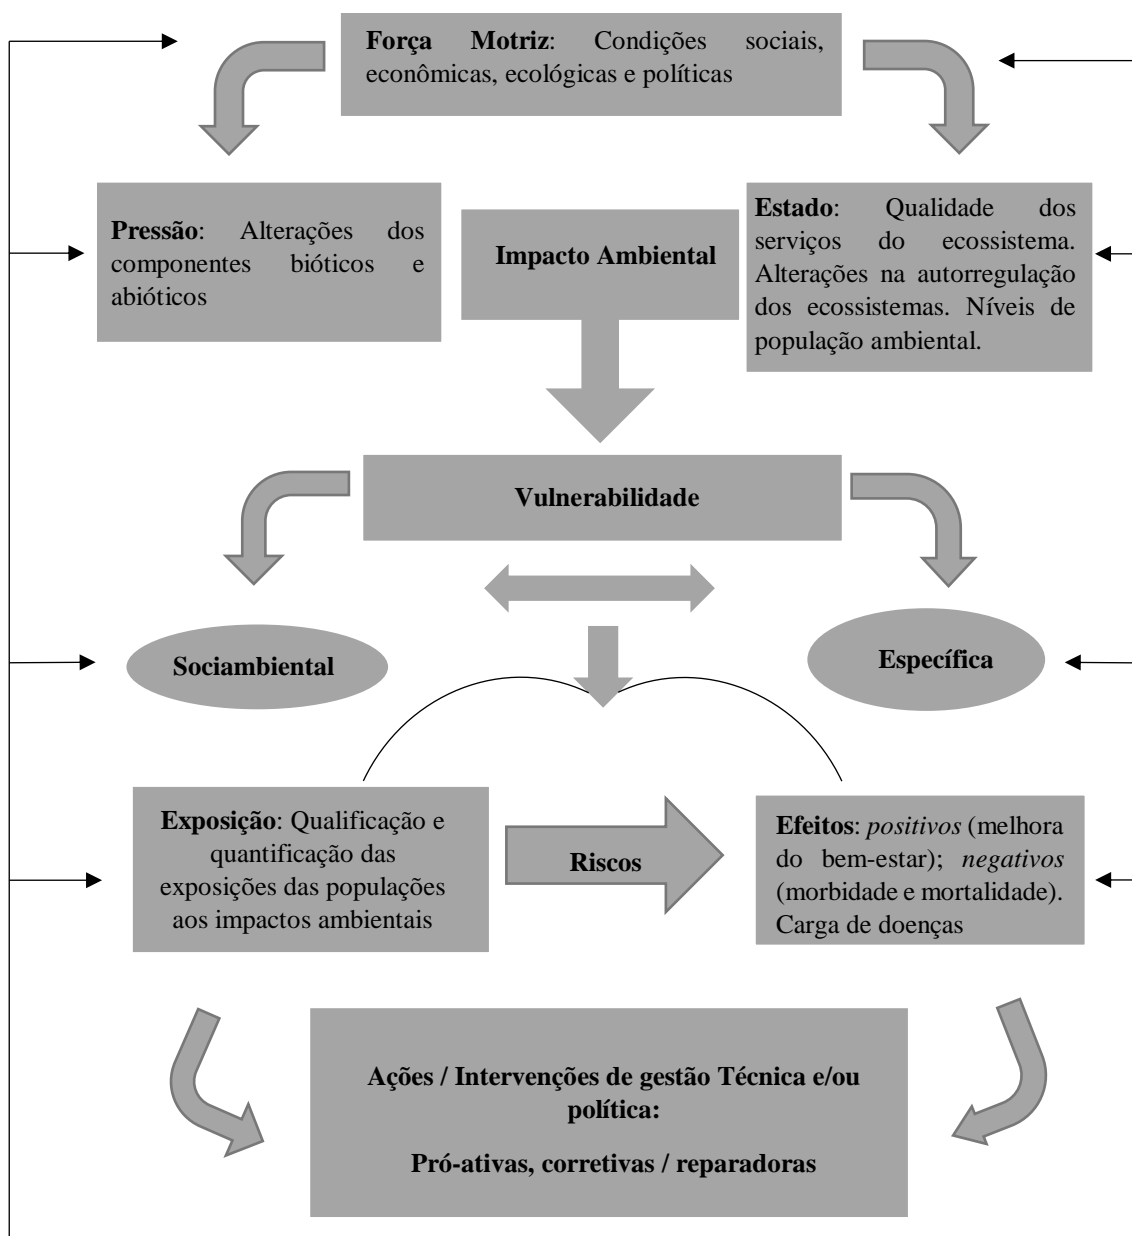 Força Motriz: Condições sociais,
econômicas, ecológicas e políticas
Pressão: Alterações dos
componentes bióticos e
abióticos
Impacto Ambiental
Estado: Qualidade dos
serviços do ecossistema.
Alterações na autorregulação
dos ecossistemas. Níveis de
população ambiental.
Vulnerabilidade
Sociambiental
Específica
Exposição: Qualificação e
quantificação das
exposições das populações
aos impactos ambientais
Riscos
Efeitos: positivos (melhora
do bem-estar); negativos
(morbidade e mortalidade).
Carga de doenças
Ações / Intervenções de gestão Técnica e/ou
política:
Pró-ativas, corretivas / reparadoras